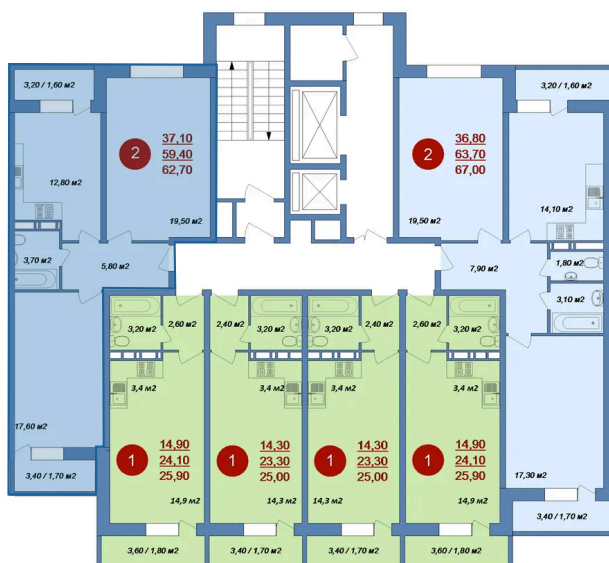 3,20 / 1,60 м2
3,20 / 1,60 м2
2
37,10
59,40
62,70
2
36,80
63,70
67,00
12,80 м2
19,50 м2
19,50 м2
14,10 м2
3,70 м2
5,80 м2
7,90 м2
1,80 м2
3,10 м2
3,20 м2
2,60 м2
2,40 м2
3,20 м2
3,20 м2
2,40 м2
2,60 м2
3,20 м2
3,4 м2
3,4 м2
3,4 м2
3,4 м2
17,60 м2
1
14,90
24,10
25,90
1
14,30
23,30
25,00
1
14,30
23,30
25,00
1
14,90
24,10
25,90
17,30 м2
3,40 / 1,70 м2
14,9 м2
14,3 м2
14,3 м2
14,9 м2
3,40 / 1,70 м2
3,60 / 1,80 м2
3,40 / 1,70 м2
3,40 / 1,70 м2
3,60 / 1,80 м2